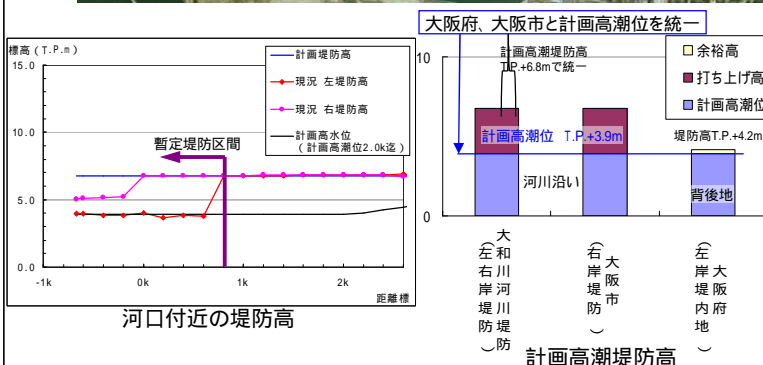 標高(T.P.m)
15.0
10.0
5.0
0.0
-1k
0k
1k
2k
距離標
計画堤防高
現況 左堤防高
現況 右堤防高
計画高水位
(計画高潮位2.0k迄)
暫定堤防区間
河口付近の堤防高
大阪府、大阪市と計画高潮位を統一
10
0
計画高潮堤防高
T.P.+6.8mで統一
余裕高
打ち上げ高
計画高潮位
計画高潮位 T.P.+3.9m
堤防高T.P.+4.2m
河川沿い
背後地
大和川河川堤防
(左右岸堤防)
大阪市
(右岸堤防)
大阪府
(左岸堤内地)
計画高潮堤防高